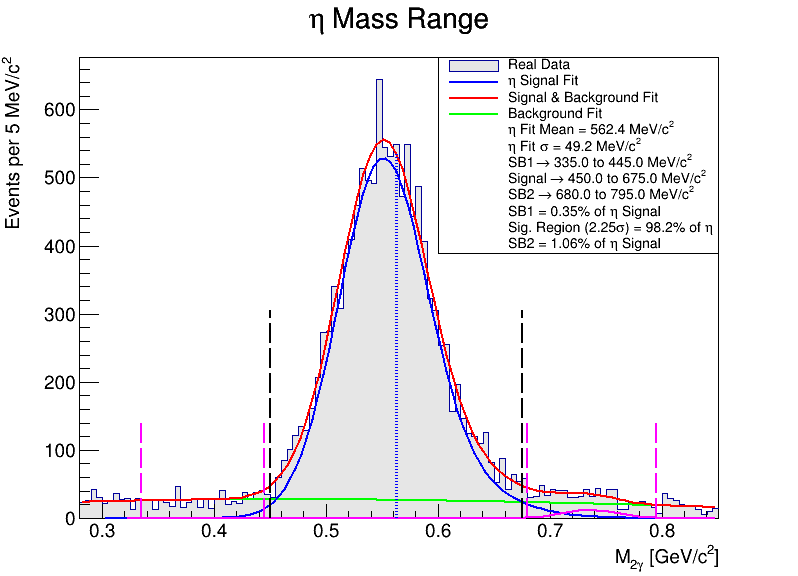 η Mass Range
Events per 5 MeV/c²
600
500
400
300
200
100
0
Real Data
η Signal Fit
Signal & Background Fit
Background Fit
η Fit Mean = 562.4 MeV/c²
η Fit σ = 49.2 MeV/c²
SB1 → 335.0 to 445.0 MeV/c²
Signal → 450.0 to 675.0 MeV/c²
SB2 → 680.0 to 795.0 MeV/c²
SB1 = 0.35% of η Signal
Sig. Region (2.25σ) = 98.2% of η
SB2 = 1.06% of η Signal
0.3 0.4 0.5 0.6 0.7 0.8
M₂γ [GeV/c²]